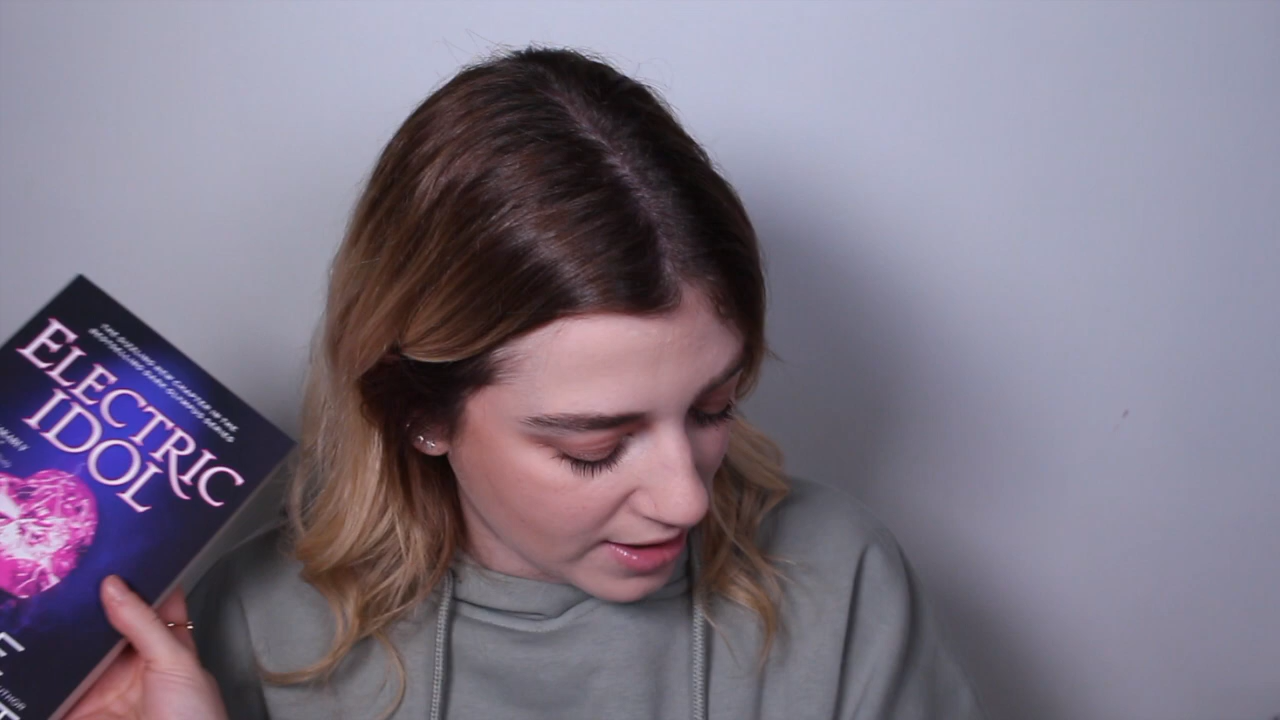 THE SIZZLING NEW CHAPTER IN THE
BESTSELLING DARK OLYMPUS SERIES
ELECTRIC
IDOL